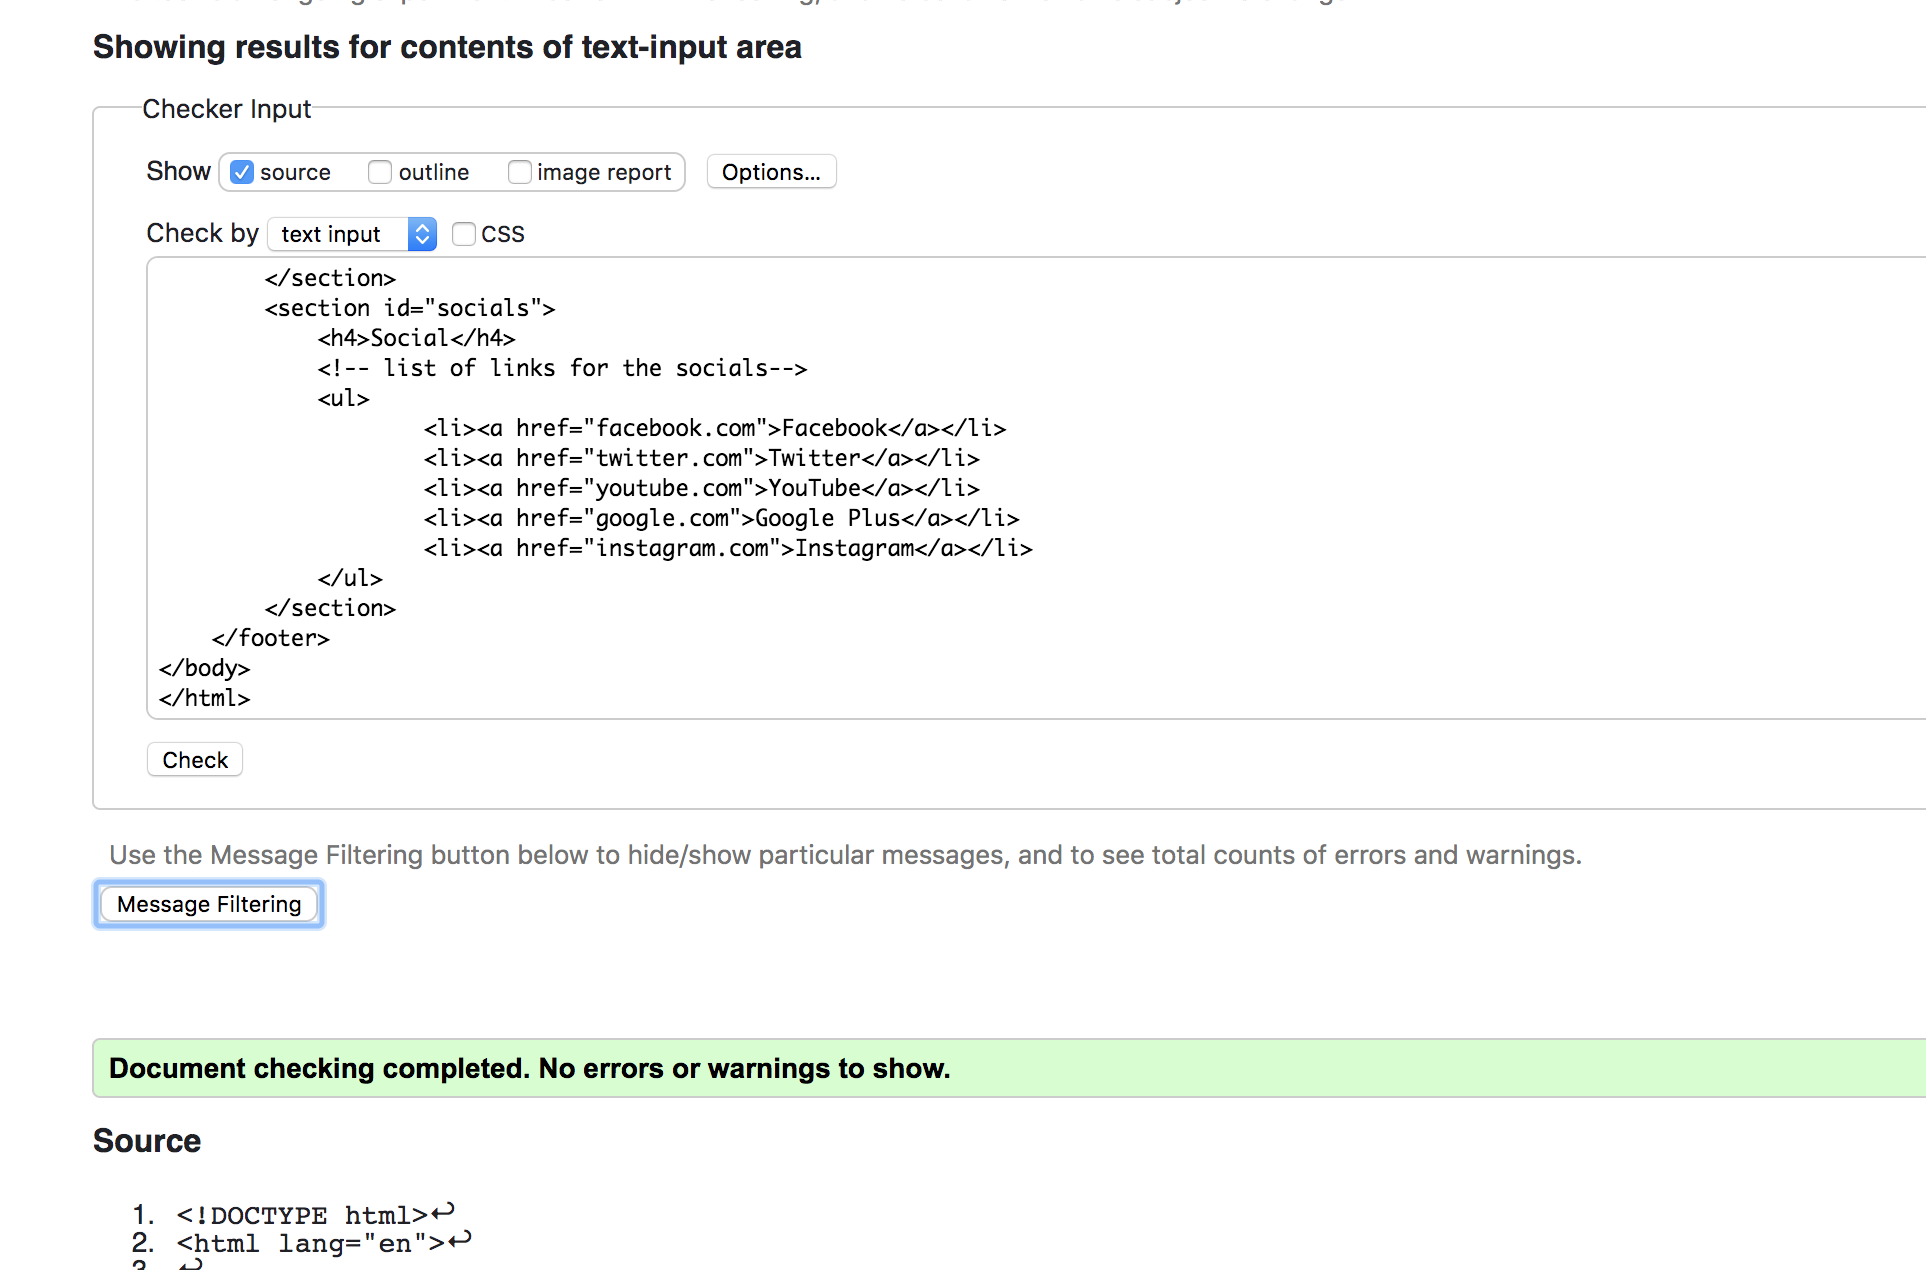 Showing results for contents of text-input area
Checker Input
Show source outline image report Options...
Check by text input CSS
</section>
<section id="socials">
<h4>Social</h4>
<!-- list of links for the socials-->
<ul>
<li><a href="facebook.com">Facebook</a></li>
<li><a href="twitter.com">Twitter</a></li>
<li><a href="youtube.com">YouTube</a></li>
<li><a href="google.com">Google Plus</a></li>
<li><a href="instagram.com">Instagram</a></li>
</ul>
</section>
</footer>
</body>
</html>
Check
Use the Message Filtering button below to hide/show particular messages, and to see total counts of errors and warnings.
Message Filtering
Document checking completed. No errors or warnings to show.
Source
1. <!DOCTYPE html>↩
2. <html lang="en">↩
3. ↩